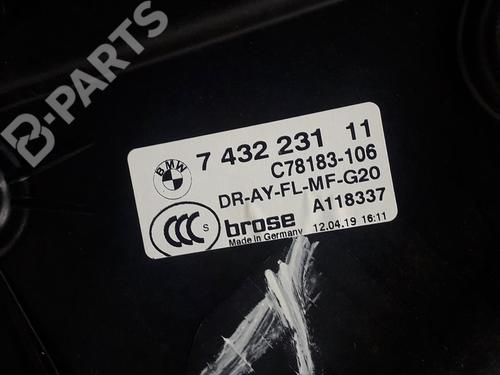 B-PARTS
BMW
7 432 231 11
C78183-106
DR-AY-FL-MF-G20
A118337
CCC S
brose
Made in Germany
12.04.19 16:11